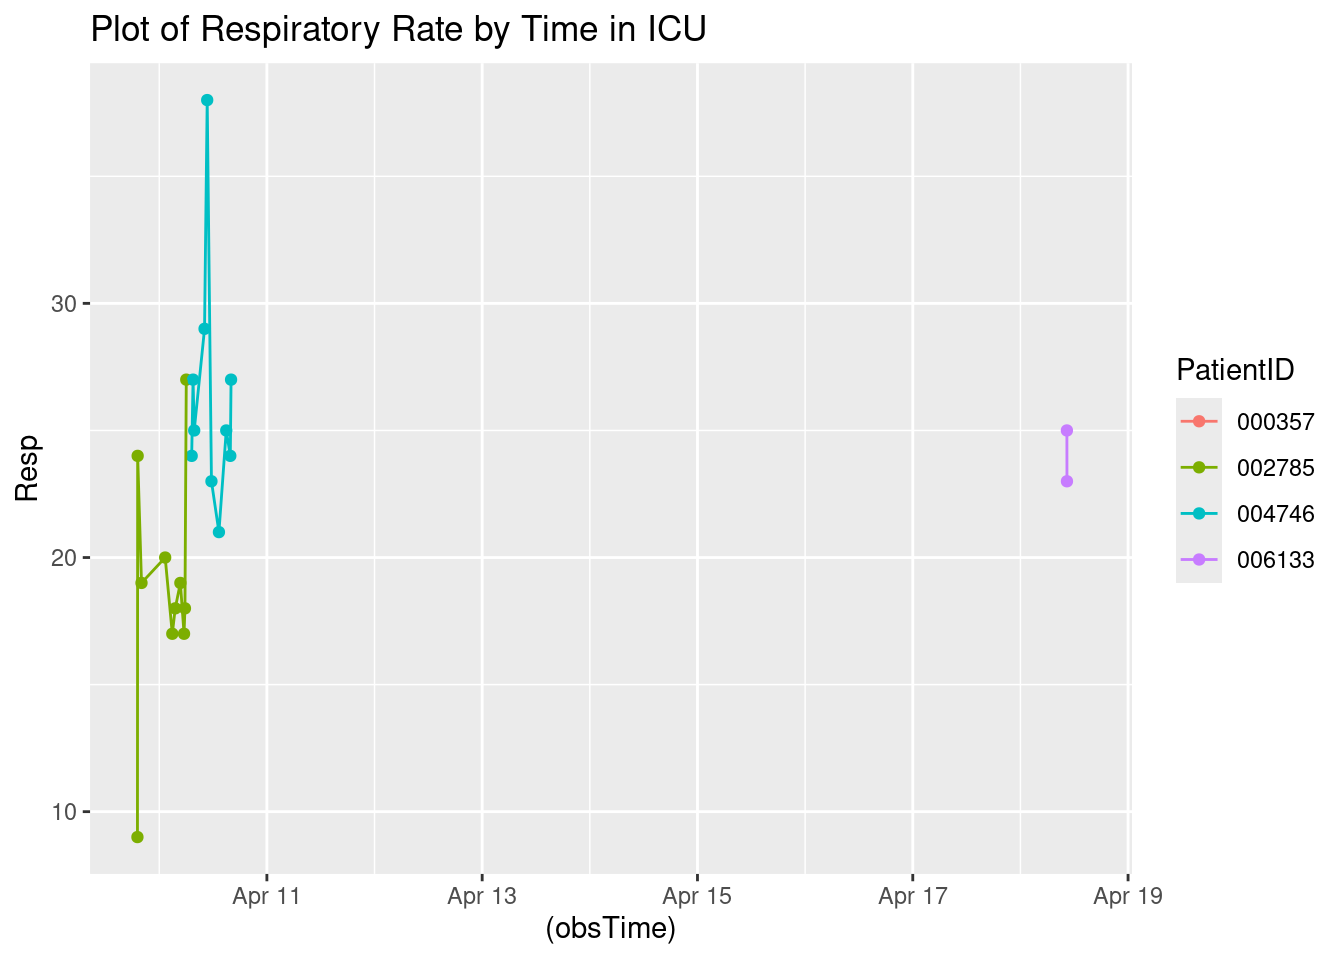 Plot of Respiratory Rate by Time in ICU
Resp
30
20
10
Apr 11
Apr 13
Apr 15
Apr 17
Apr 19
(obsTime)
PatientID
000357
002785
004746
006133